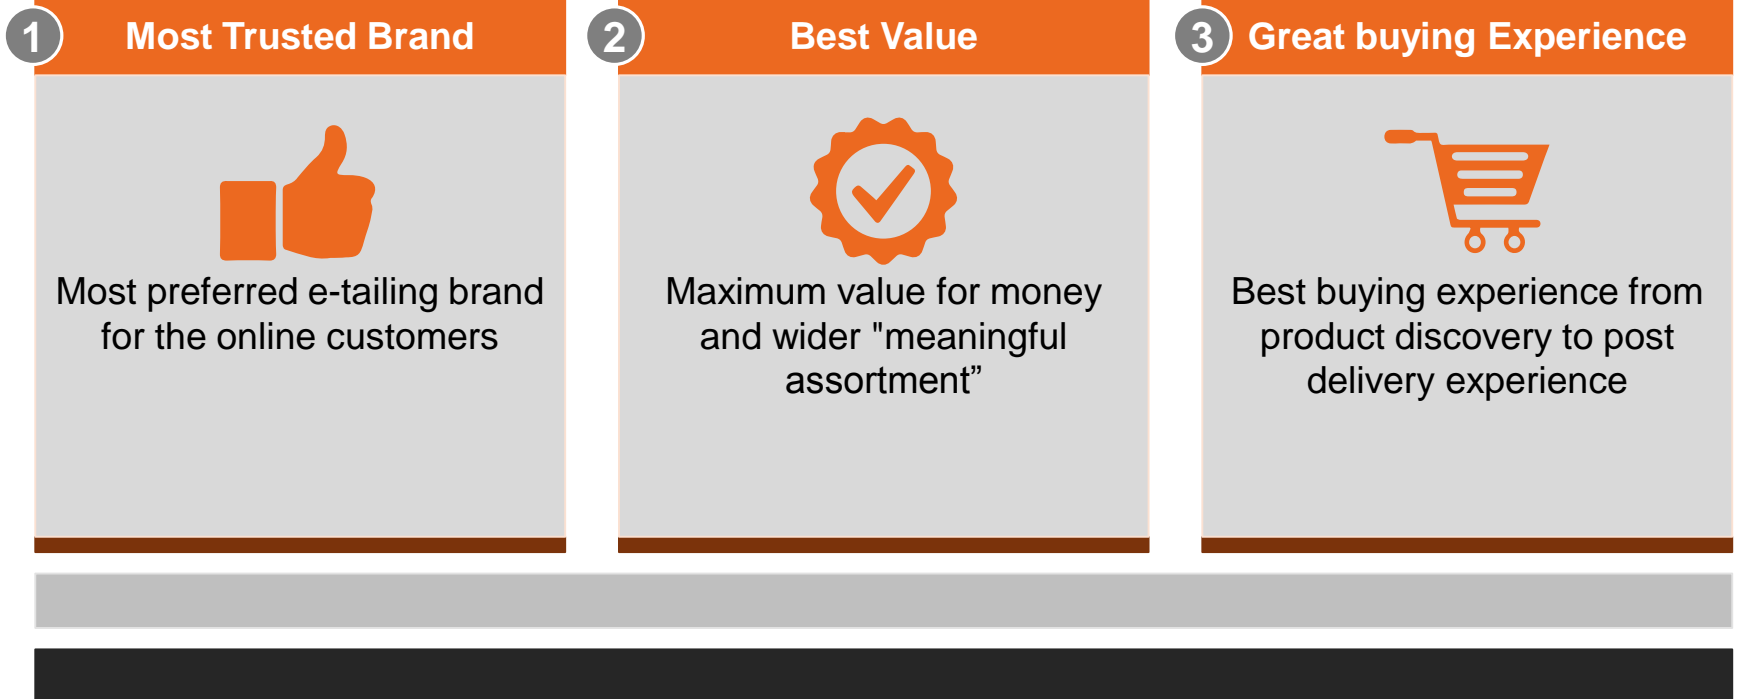 1 Most Trusted Brand
Most preferred e-tailing brand
for the online customers
2 Best Value
Maximum value for money
and wider "meaningful
assortment”
3 Great buying Experience
Best buying experience from
product discovery to post
delivery experience